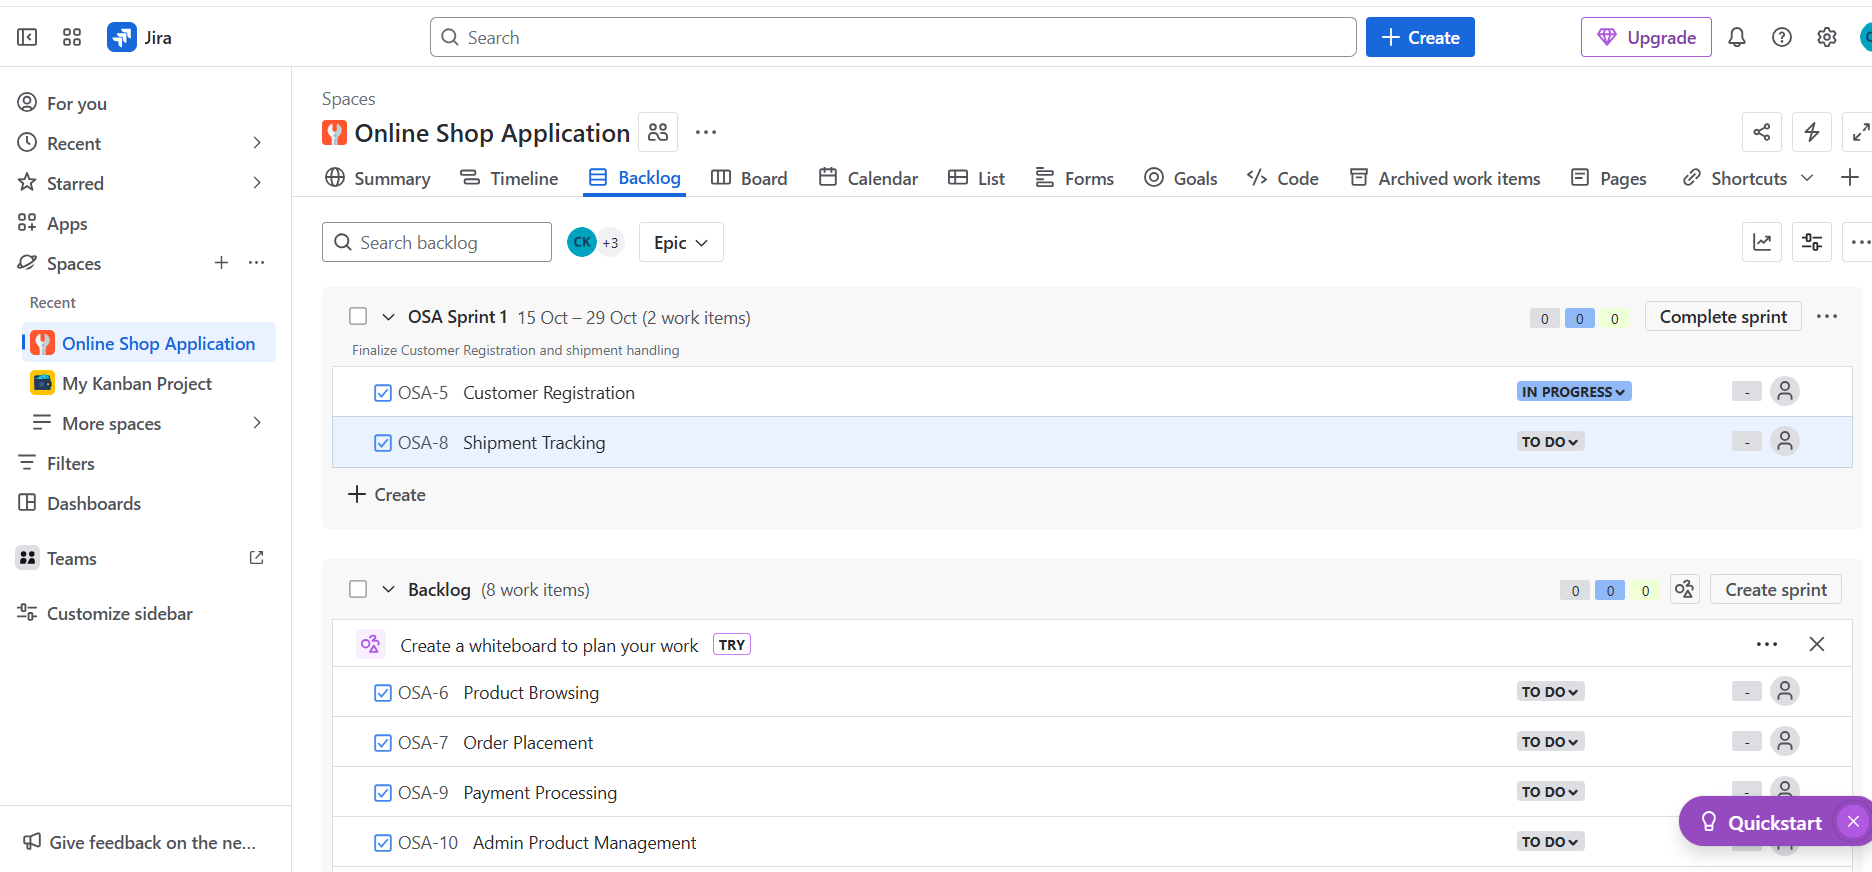 Jira
Search
Create
Upgrade
For you
Recent
Starred
Apps
Spaces
Recent
Online Shop Application
My Kanban Project
More spaces
Filters
Dashboards
Teams
Customize sidebar
Give feedback on the ne...
Spaces
Online Shop Application
Summary Timeline Backlog Board Calendar List Forms Goals Code Archived work items Pages Shortcuts
Search backlog CK +3 Epic
OSA Sprint 1 15 Oct – 29 Oct (2 work items) 0 0 0 Complete sprint
Finalize Customer Registration and shipment handling
OSA-5 Customer Registration IN PROGRESS -
OSA-8 Shipment Tracking TO DO -
Create
Backlog (8 work items) 0 0 0 Create sprint
Create a whiteboard to plan your work TRY
OSA-6 Product Browsing TO DO -
OSA-7 Order Placement TO DO -
OSA-9 Payment Processing TO DO -
OSA-10 Admin Product Management TO DO
Quickstart